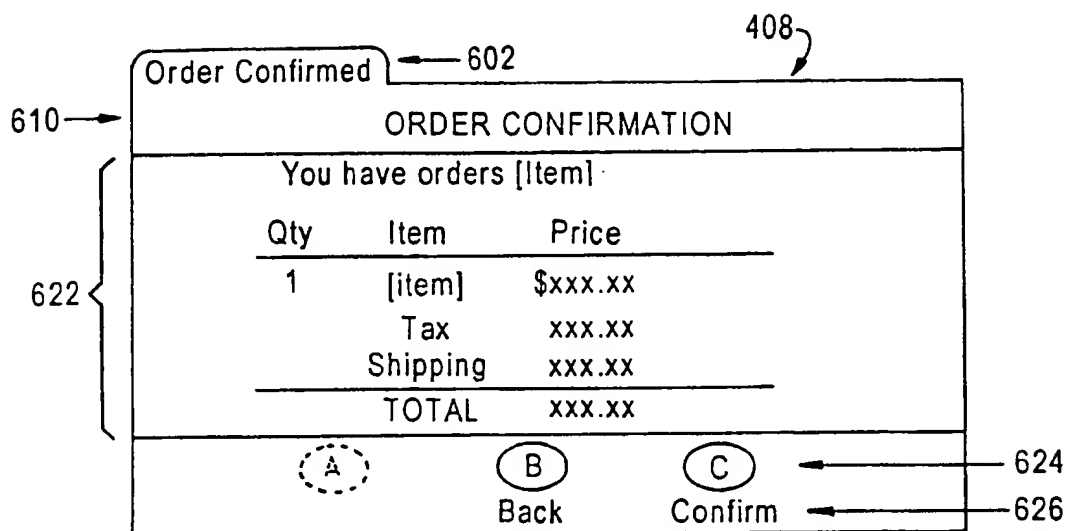 408
Order Confirmed 602
610 ORDER CONFIRMATION
You have orders [Item]
Qty Item Price
1 [item] $xxx.xx
622
Tax xxx.xx
Shipping xxx.xx
TOTAL xxx.xx
A B C 624
Back Confirm 626